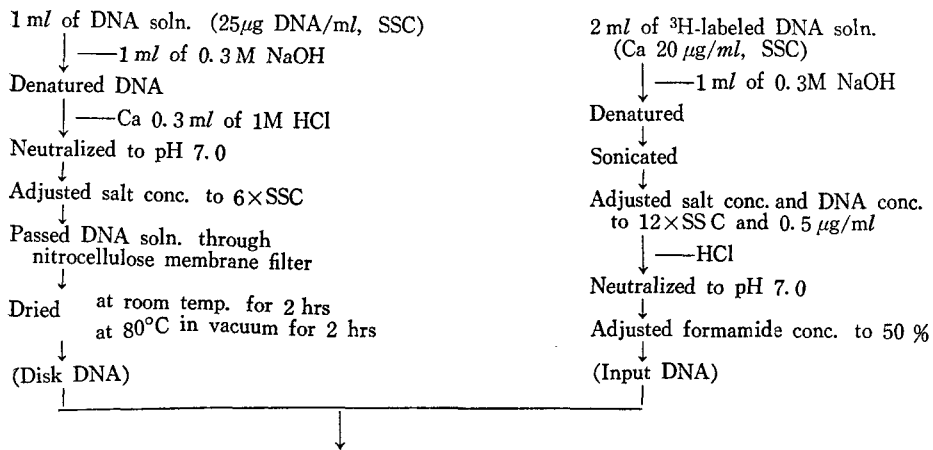 1 ml of DNA soln. (25μg DNA/ml, SSC)
—1 ml of 0.3 M NaOH
Denatured DNA
—Ca 0.3 ml of 1M HCl
Neutralized to pH 7.0
Adjusted salt conc. to 6×SSC
Passed DNA soln. through
nitrocellulose membrane filter
Dried at room temp. for 2 hrs
at 80°C in vacuum for 2 hrs
(Disk DNA)
2 ml of ³H-labeled DNA soln.
(Ca 20 μg/ml, SSC)
—1 ml of 0.3M NaOH
Denatured
Sonicated
Adjusted salt conc. and DNA conc.
to 12×SSC and 0.5 μg/ml
—HCl
Neutralized to pH 7.0
Adjusted formamide conc. to 50 %
(Input DNA)